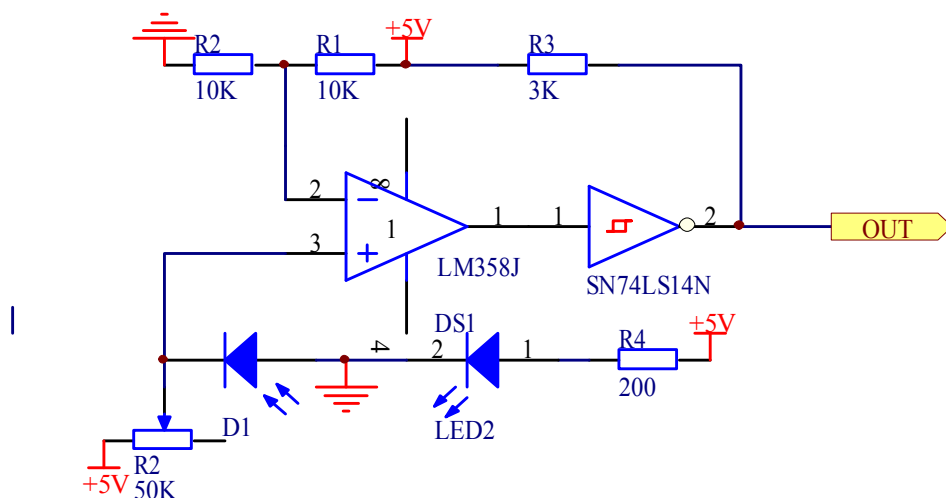 +5V
R2
R1
R3
10K
10K
3K
8
2
1
3
1
1
2
OUT
LM358J
SN74LS14N
DS1
+5V
4
2
1
R4
200
D1
LED2
R2
+5V
50K